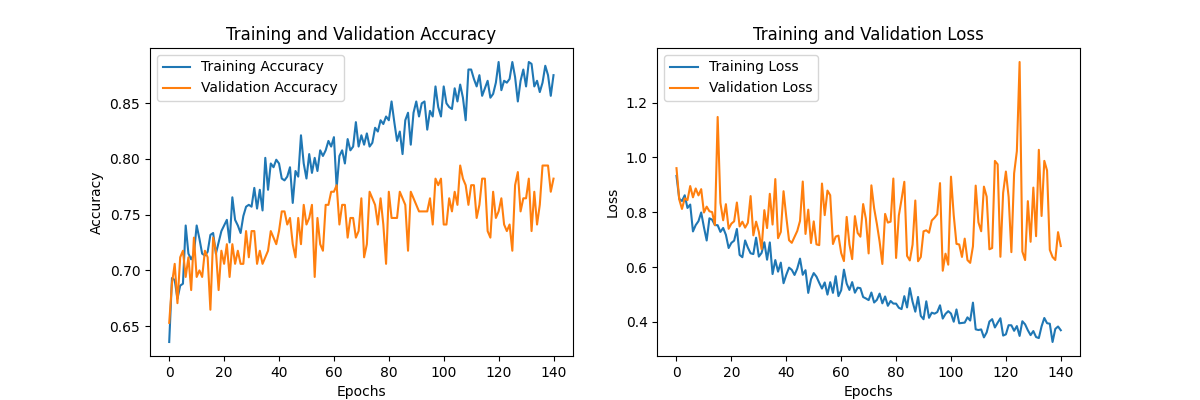 Training and Validation Accuracy
Training Accuracy
Validation Accuracy
0.85
0.80
0.75
0.70
0.65
Accuracy
0 20 40 60 80 100 120 140
Epochs
Training and Validation Loss
Training Loss
Validation Loss
1.2
1.0
0.8
0.6
0.4
Loss
0 20 40 60 80 100 120 140
Epochs